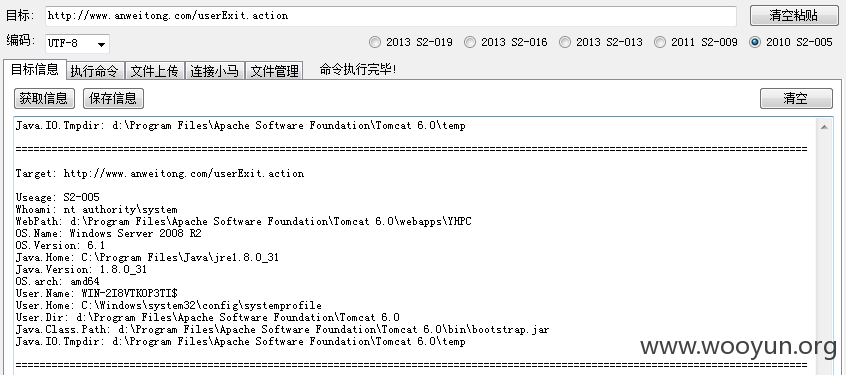 目标: http://www.anweitong.com/userExit.action 清空粘贴
编码: UTF-8 2013 S2-019 2013 S2-016 2013 S2-013 2011 S2-009 2010 S2-005
目标信息 执行命令 文件上传 连接小马 文件管理 命令执行完毕!
获取信息 保存信息 清空
Java.IO.Tmpdir: d:\Program Files\Apache Software Foundation\Tomcat 6.0\temp
Target: http://www.anweitong.com/userExit.action
Useage: S2-005
Whoami: nt authority\system
WebPath: d:\Program Files\Apache Software Foundation\Tomcat 6.0\webapps\YHPC
OS.Name: Windows Server 2008 R2
OS.Version: 6.1
Java.Home: C:\Program Files\Java\jre1.8.0_31
Java.Version: 1.8.0_31
OS.arch: amd64
User.Name: WIN-2I8VTKOP3TI$
User.Home: C:\Windows\system32\config\systemprofile
User.Dir: d:\Program Files\Apache Software Foundation\Tomcat 6.0
Java.Class.Path: d:\Program Files\Apache Software Foundation\Tomcat 6.0\bin\bootstrap.jar
Java.IO.Tmpdir: d:\Program Files\Apache Software Foundation\Tomcat 6.0\temp
www.wooyun.org